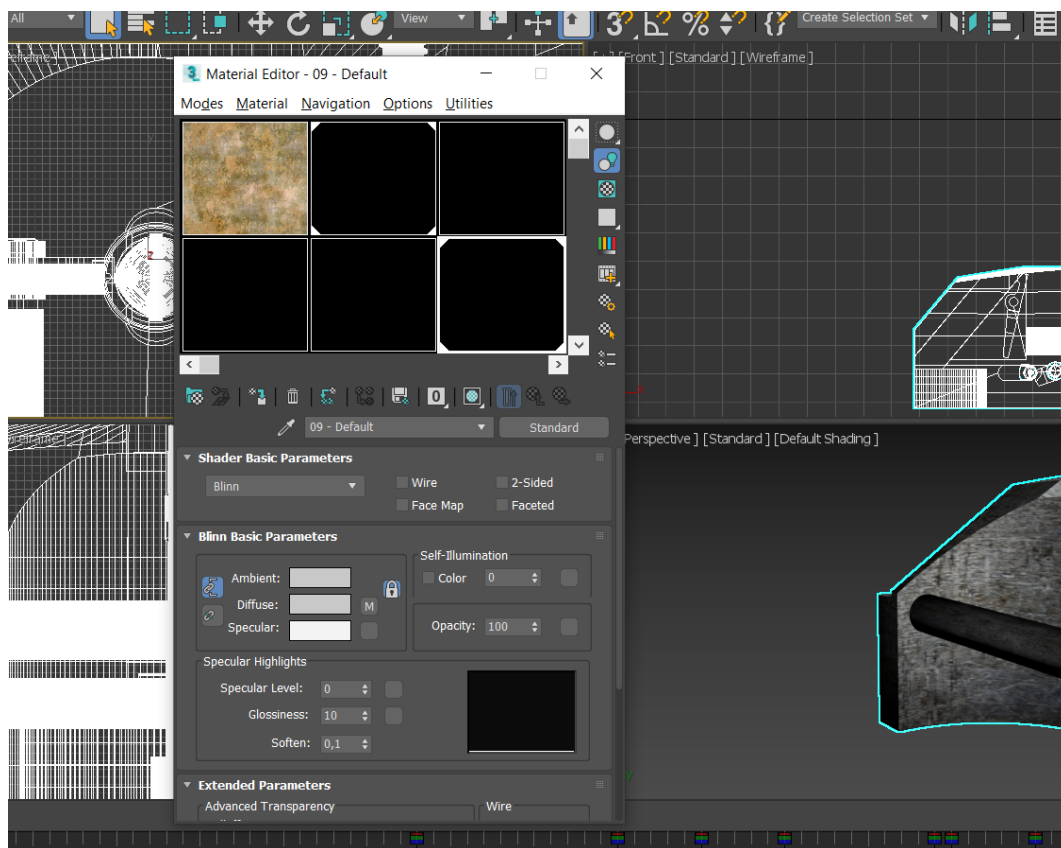 All
View
Create Selection Set
[Front ] [Standard ] [Wireframe ]
Material Editor - 09 - Default
Modes Material Navigation Options Utilities
09 - Default
Standard
Perspective ] [Standard ] [Default Shading ]
Shader Basic Parameters
Blinn
Wire
2-Sided
Face Map
Faceted
Blinn Basic Parameters
Self-Illumination
Ambient:
Color 0
Diffuse:
M
Specular:
Opacity: 100
Specular Highlights
Specular Level: 0
Glossiness: 10
Soften: 0,1
Extended Parameters
Advanced Transparency
Wire